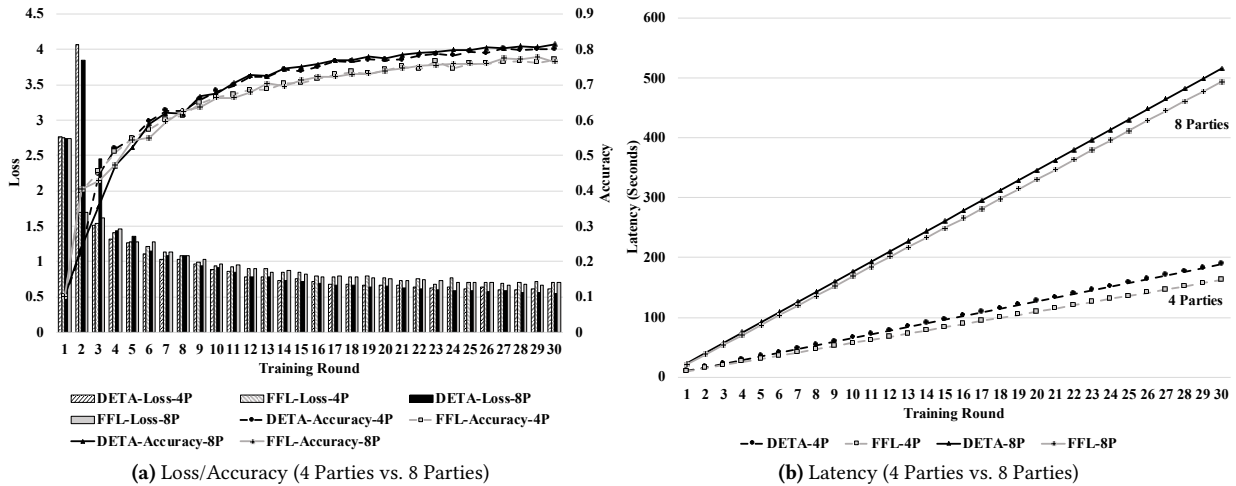 4.5
4
3.5
3
2.5
2
1.5
1
0.5
0
Loss
0.9
0.8
0.7
0.6
0.5
0.4
0.3
0.2
0.1
0
Accuracy
1 2 3 4 5 6 7 8 9 10 11 12 13 14 15 16 17 18 19 20 21 22 23 24 25 26 27 28 29 30
Training Round
DETA-Loss-4P FFL-Loss-4P DETA-Loss-8P
FFL-Loss-8P DETA-Accuracy-4P FFL-Accuracy-4P
DETA-Accuracy-8P FFL-Accuracy-8P
(a) Loss/Accuracy (4 Parties vs. 8 Parties)
600
500
400
300
200
100
0
Latency (Seconds)
8 Parties
4 Parties
1 2 3 4 5 6 7 8 9 10 11 12 13 14 15 16 17 18 19 20 21 22 23 24 25 26 27 28 29 30
Training Round
DETA-4P FFL-4P DETA-8P FFL-8P
(b) Latency (4 Parties vs. 8 Parties)